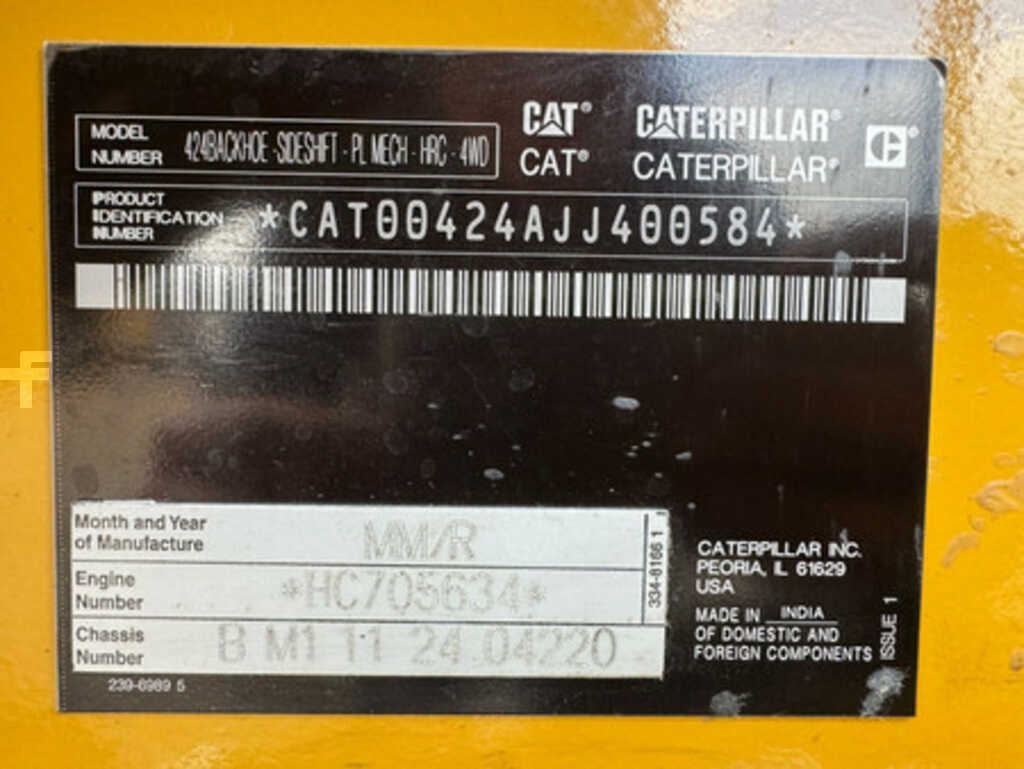 MODEL NUMBER 424BACKHOE -SIDESHIFT - PL MECH - HRC - 4WD
CAT® CATERPILLAR®
CAT® CATERPILLAR®
PRODUCT
IDENTIFICATION
NUMBER
*CAT00424AJJ400584*
Month and Year
of Manufacture
MM/R
Engine
Number
*HC705634*
Chassis
Number
B M1 11 24 04220
334-8166 1
239-6989 5
CATERPILLAR INC.
PEORIA, IL 61629
USA
MADE IN INDIA
OF DOMESTIC AND
FOREIGN COMPONENTS
ISSUE 1